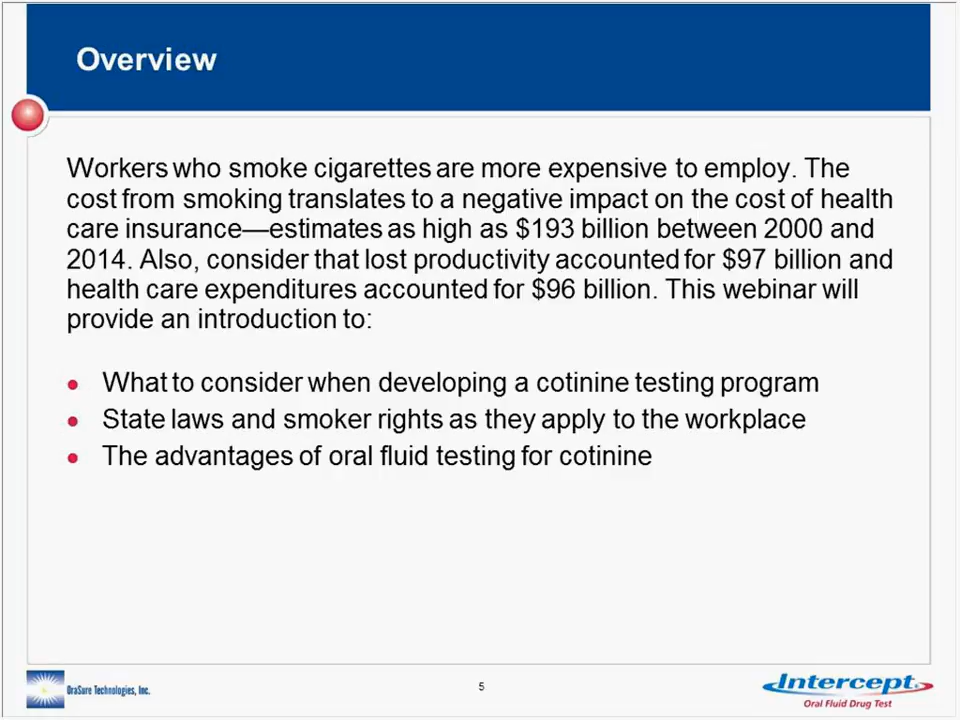 Overview
Workers who smoke cigarettes are more expensive to employ. The
cost from smoking translates to a negative impact on the cost of health
care insurance—estimates as high as $193 billion between 2000 and
2014. Also, consider that lost productivity accounted for $97 billion and
health care expenditures accounted for $96 billion. This webinar will
provide an introduction to:
• What to consider when developing a cotinine testing program
• State laws and smoker rights as they apply to the workplace
• The advantages of oral fluid testing for cotinine
OraSure Technologies, Inc.
5
Intercept
Oral Fluid Drug Test